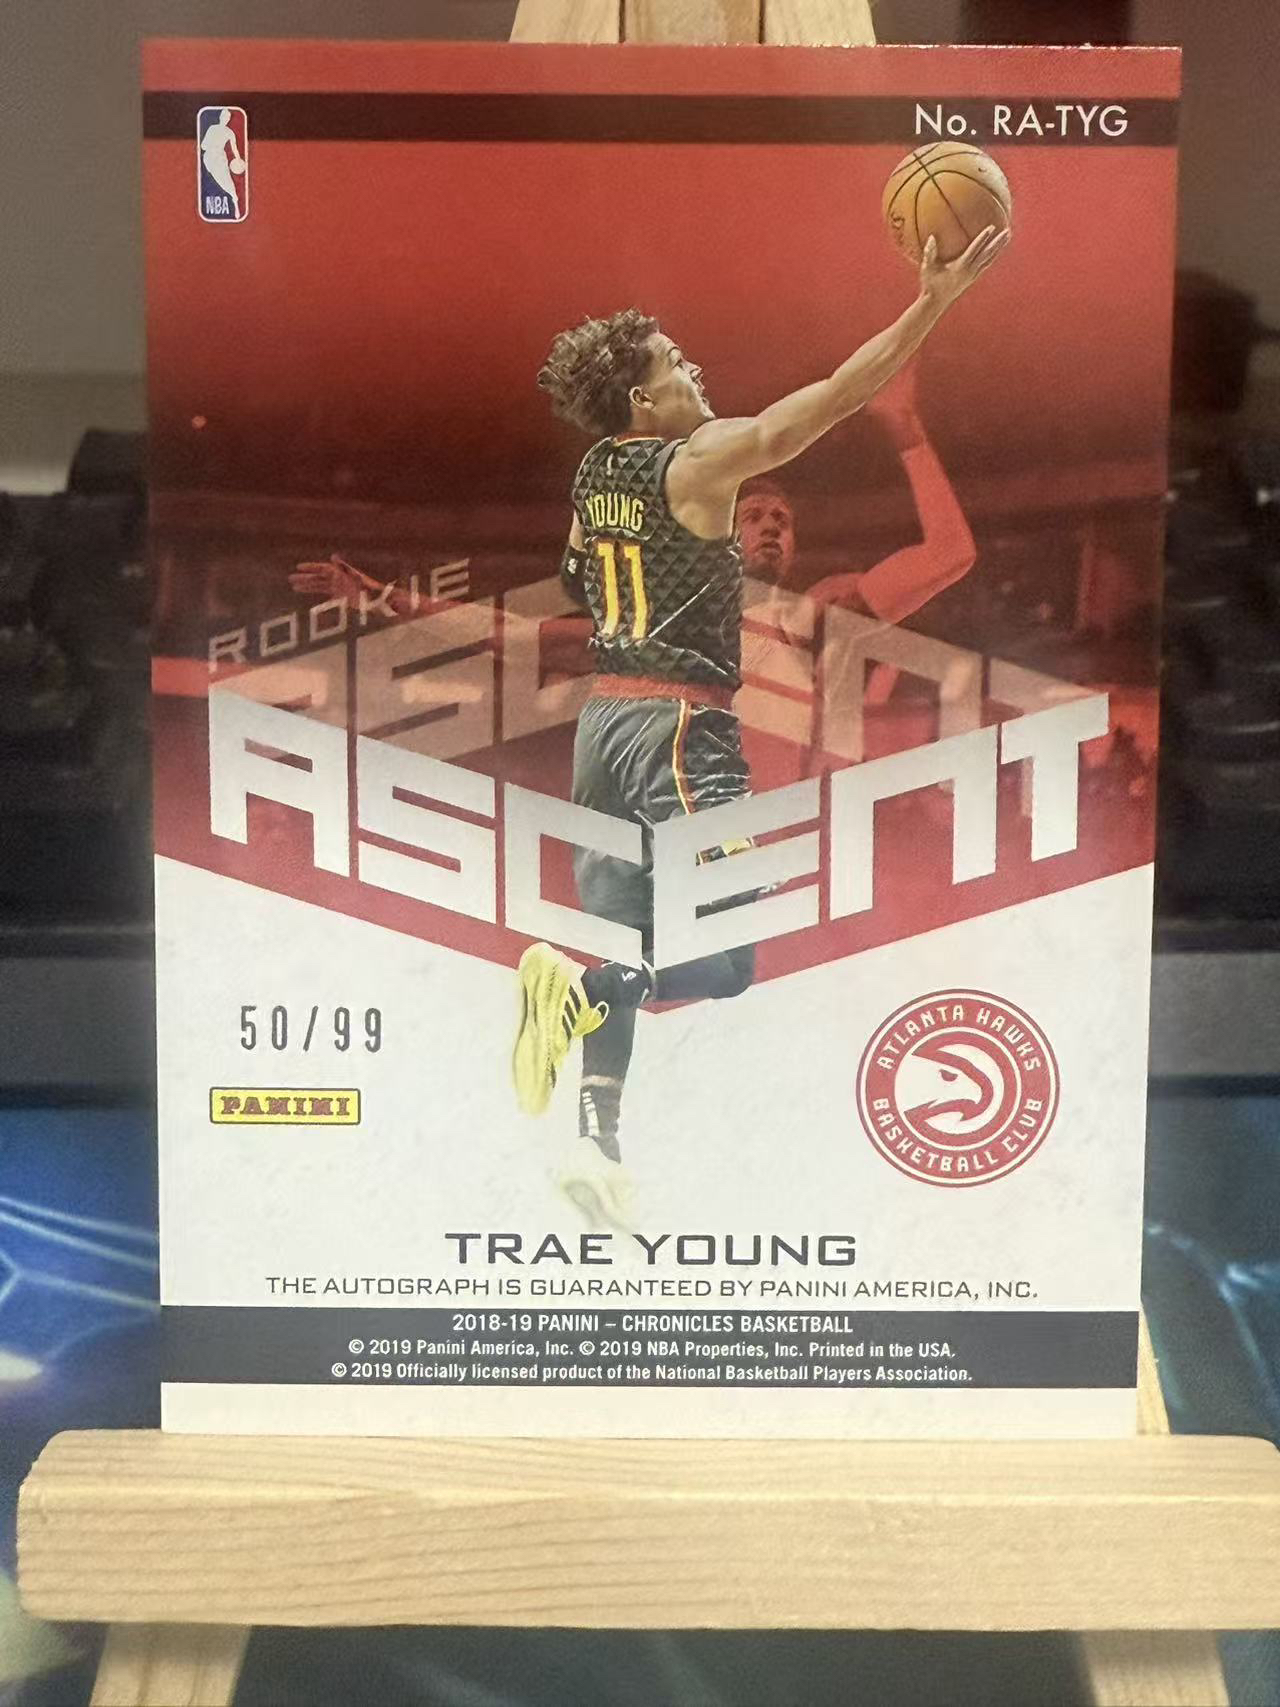 No. RA-TYG
NBA
YOUNG
11
ROOKIE
ASCENT
ASCENT
50/99
PANINI
ATLANTA HAWKS
BASKETBALL CLUB
TRAE YOUNG
THE AUTOGRAPH IS GUARANTEED BY PANINI AMERICA, INC.
2018-19 PANINI – CHRONICLES BASKETBALL
© 2019 Panini America, Inc. © 2019 NBA Properties, Inc. Printed in the USA.
© 2019 Officially licensed product of the National Basketball Players Association.